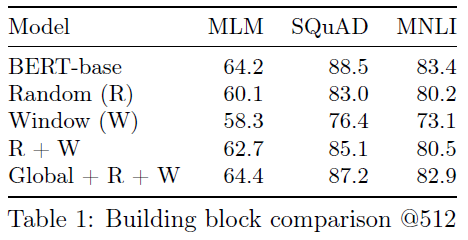 Model MLM SQuAD MNLI
BERT-base 64.2 88.5 83.4
Random (R) 60.1 83.0 80.2
Window (W) 58.3 76.4 73.1
R + W 62.7 85.1 80.5
Global + R + W 64.4 87.2 82.9
Table 1: Building block comparison @512